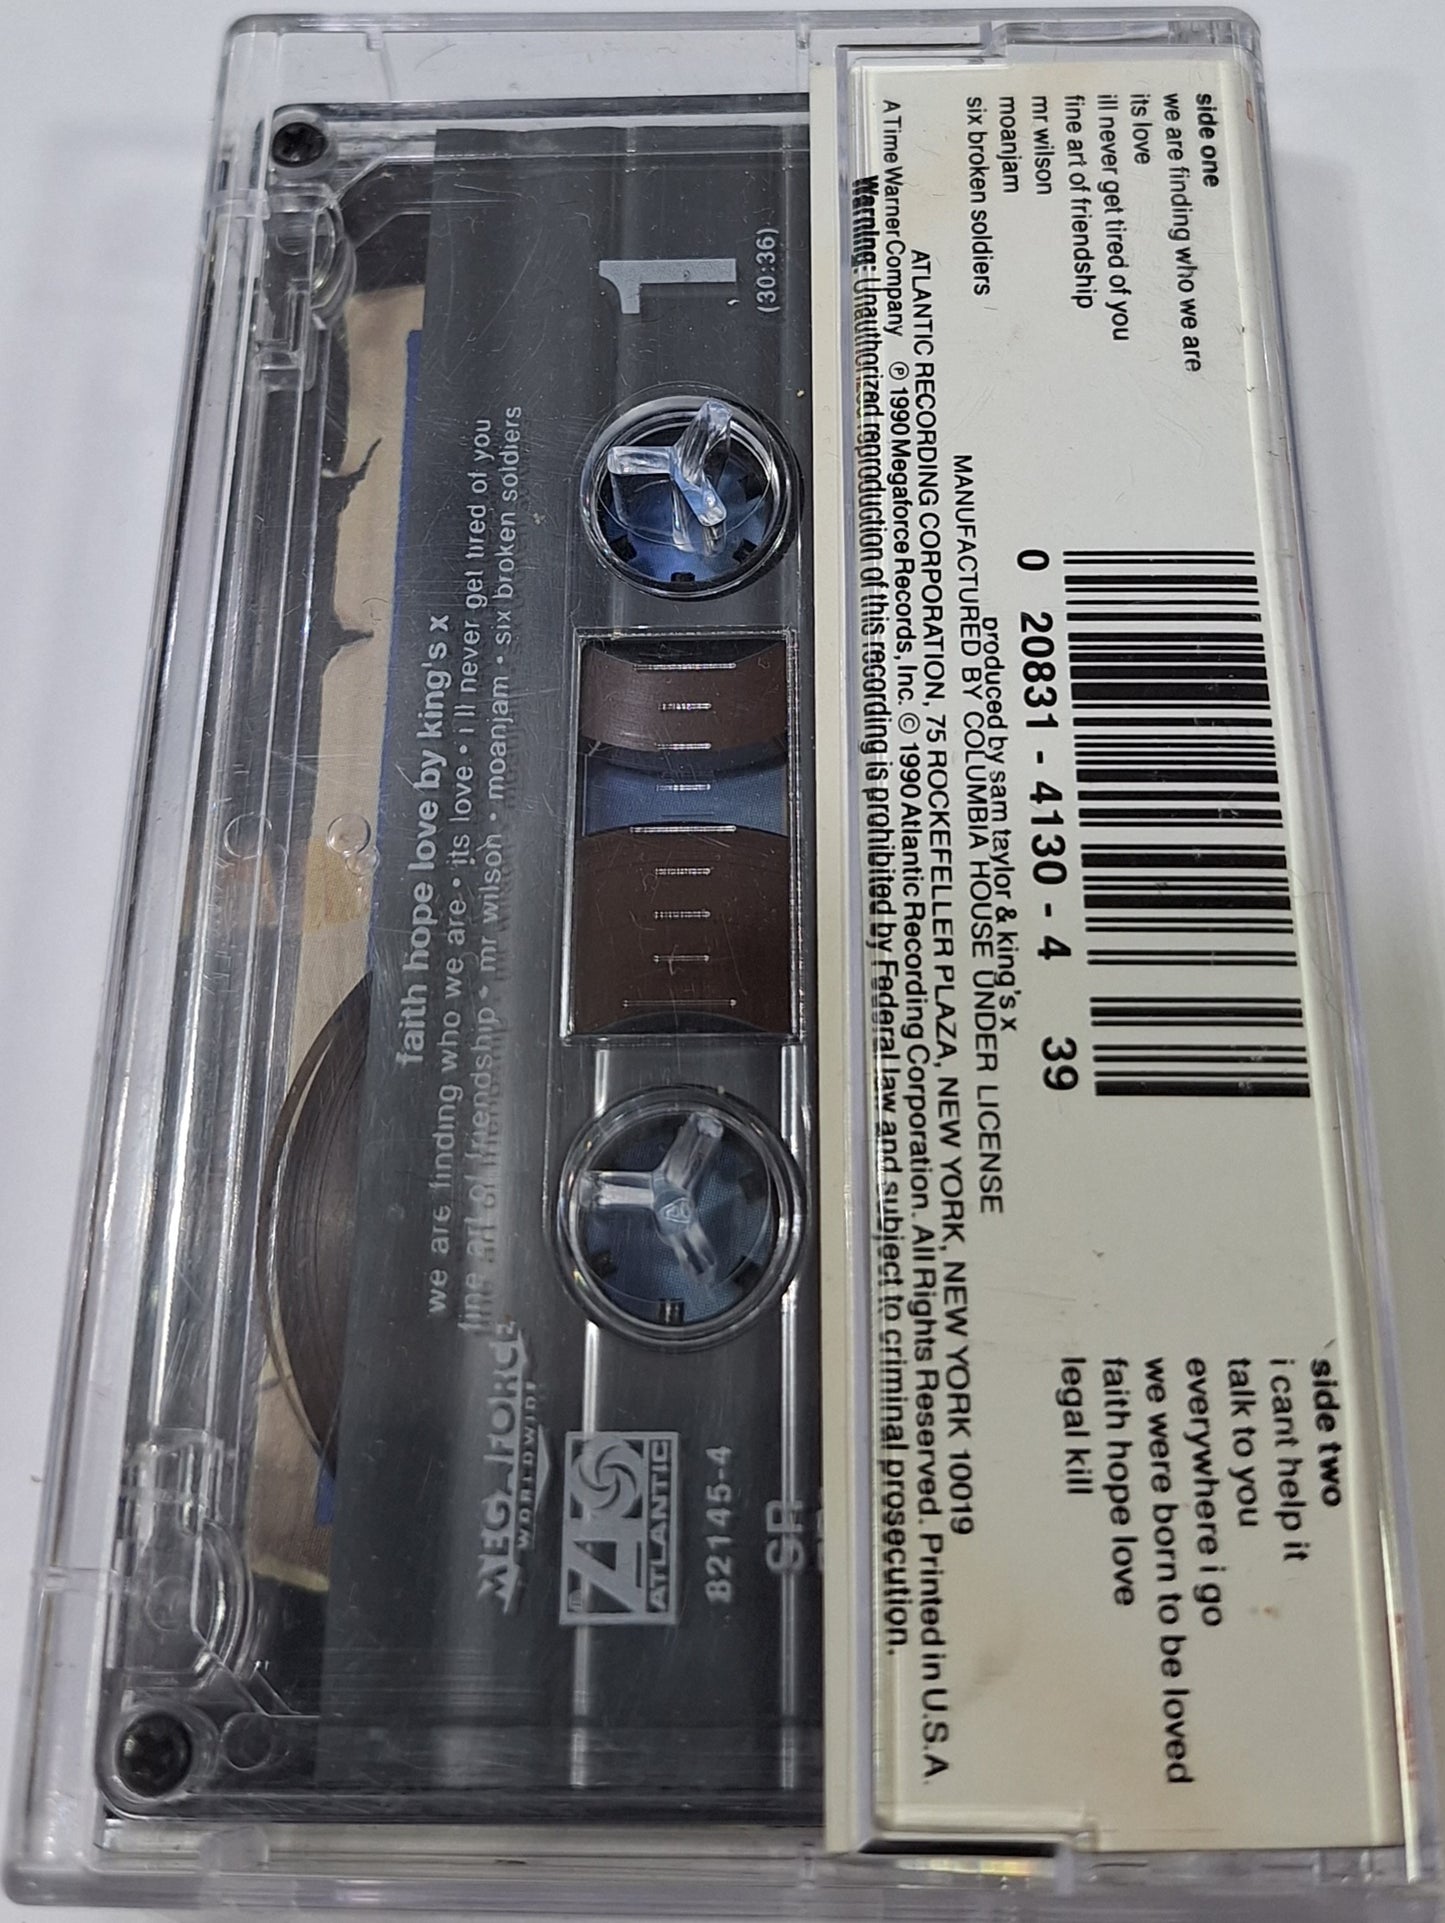 side one
we are finding who we are
its love
ill never get tired of you
fine art of friendship
mr wilson
moanjam
six broken soldiers
0 20831 - 4130 - 4 39
side two
i cant help it
talk to you
everywhere i go
we were born to be loved
faith hope love
legal kill
produced by sam taylor & king's x
MANUFACTURED BY COLUMBIA HOUSE UNDER LICENSE
ATLANTIC RECORDING CORPORATION, 75 ROCKEFELLER PLAZA, NEW YORK, NEW YORK 10019
A Time Warner Company ℗ 1990 Megaforce Records, Inc. © 1990 Atlantic Recording Corporation. All Rights Reserved. Printed in U.S.A.
Warning: Unauthorized reproduction of this recording is prohibited by Federal law and subject to criminal prosecution.
faith hope love by king's x
we are finding who we are • its love • i ll never get tired of you
fine art of friendship • mr wilson • moanjam • six broken soldiers
MEGAFORCE
WORLDWIDE
1
ATLANTIC
®
82145-4
(30:36)
SR